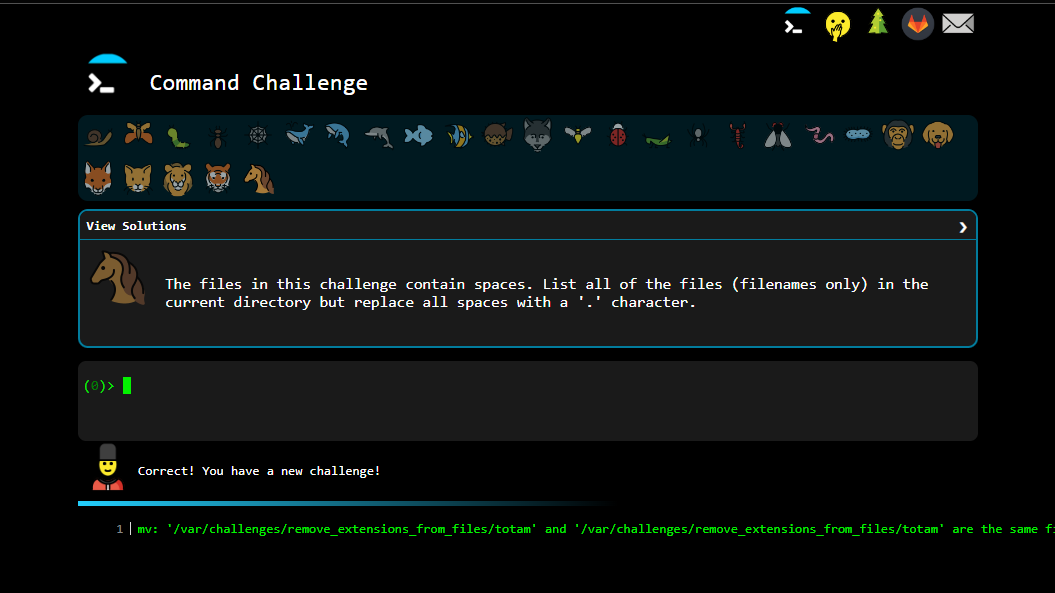 Command Challenge
View Solutions
The files in this challenge contain spaces. List all of the files (filenames only) in the
current directory but replace all spaces with a '.' character.
(0)>
Correct! You have a new challenge!
1 mv: '/var/challenges/remove_extensions_from_files/totam' and '/var/challenges/remove_extensions_from_files/totam' are the same fi